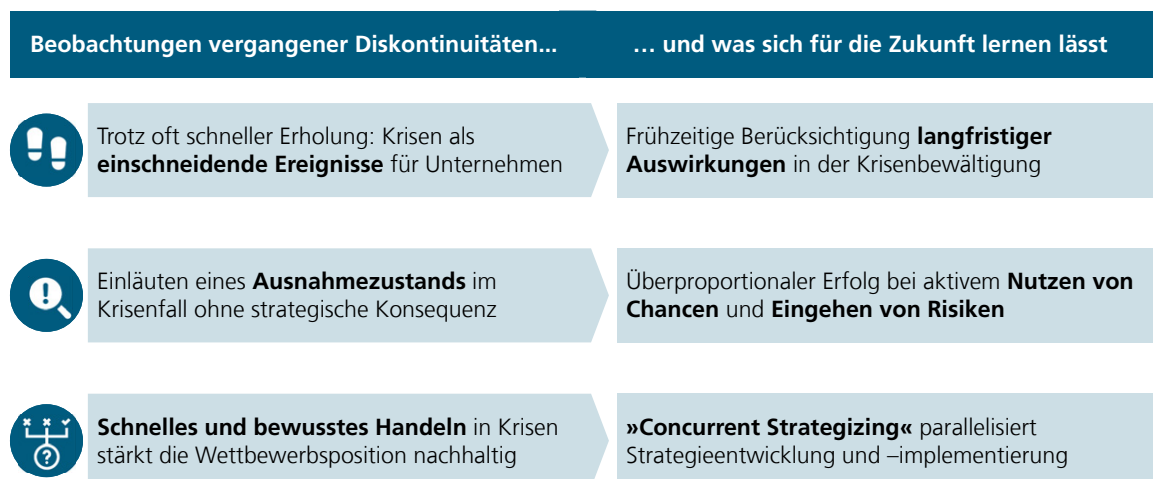 Beobachtungen vergangener Diskontinuitäten...
… und was sich für die Zukunft lernen lässt
Trotz oft schneller Erholung: Krisen als
einschneidende Ereignisse für Unternehmen
Frühzeitige Berücksichtigung langfristiger
Auswirkungen in der Krisenbewältigung
Einläuten eines Ausnahmezustands im
Krisenfall ohne strategische Konsequenz
Überproportionaler Erfolg bei aktivem Nutzen von
Chancen und Eingehen von Risiken
Schnelles und bewusstes Handeln in Krisen
stärkt die Wettbewerbsposition nachhaltig
»Concurrent Strategizing« parallelisiert
Strategieentwicklung und –implementierung